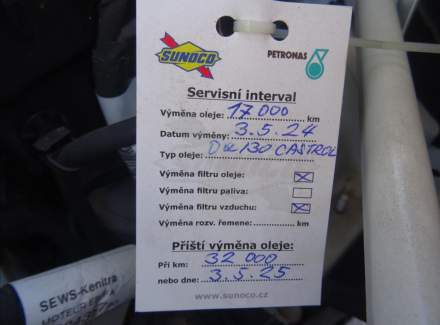 SUNOCO
PETRONAS
Servisní interval
Výměna oleje: 17 000 km
Datum výměny: 3.5.24
Typ oleje: CASTROL
Výměna filtru oleje:
Výměna filtru paliva:
Výměna filtru vzduchu:
Výměna rozv. řemene: km
Příští výměna oleje:
Při km: 32 000
nebo dne: 3.5.25
www.sunoco.cz
SEWS-Kenitra